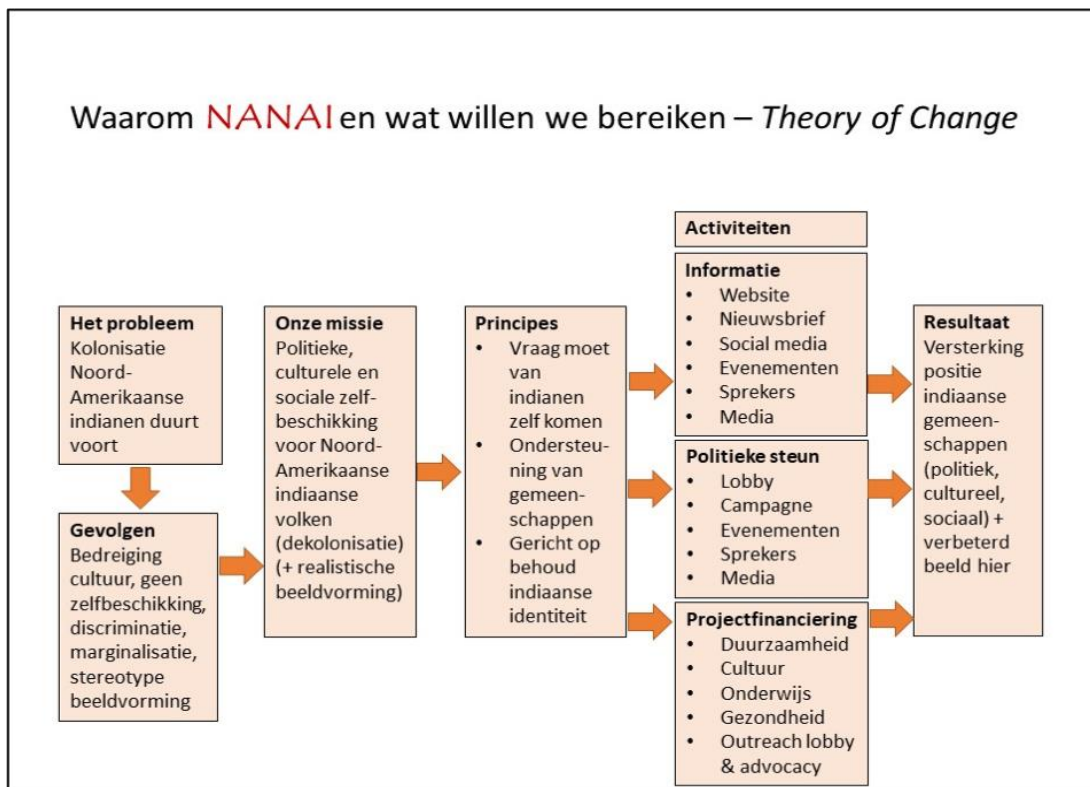 Waarom NANAI en wat willen we bereiken – Theory of Change
Het probleem
Kolonisatie
Noord-
Amerikaanse
indianen duurt
voort
Gevolgen
Bedreiging
cultuur, geen
zelfbeschikking,
discriminatie,
marginalisatie,
stereotype
beeldvorming
Onze missie
Politieke,
culturele en
sociale zelf-
beschikking
voor Noord-
Amerikaanse
indiaanse
volken
(dekolonisatie)
(+ realistische
beeldvorming)
Principes
• Vraag moet
van
indianen
zelf komen
• Ondersteu-
ning van
gemeen-
schappen
• Gericht op
behoud
indiaanse
identiteit
Activiteiten
Informatie
• Website
• Nieuwsbrief
• Social media
• Evenementen
• Sprekers
• Media
Politieke steun
• Lobby
• Campagne
• Evenementen
• Sprekers
• Media
Projectfinanciering
• Duurzaamheid
• Cultuur
• Onderwijs
• Gezondheid
• Outreach lobby
& advocacy
Resultaat
Versterking
positie
indiaanse
gemeen-
schappen
(politiek,
cultureel,
sociaal) +
verbeterd
beeld hier